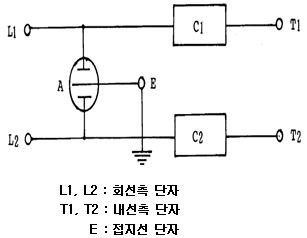 L1
C1
T1
A
E
L2
C2
T2
L1, L2 : 회선측 단자
T1, T2 : 내선측 단자
E : 접지선 단자